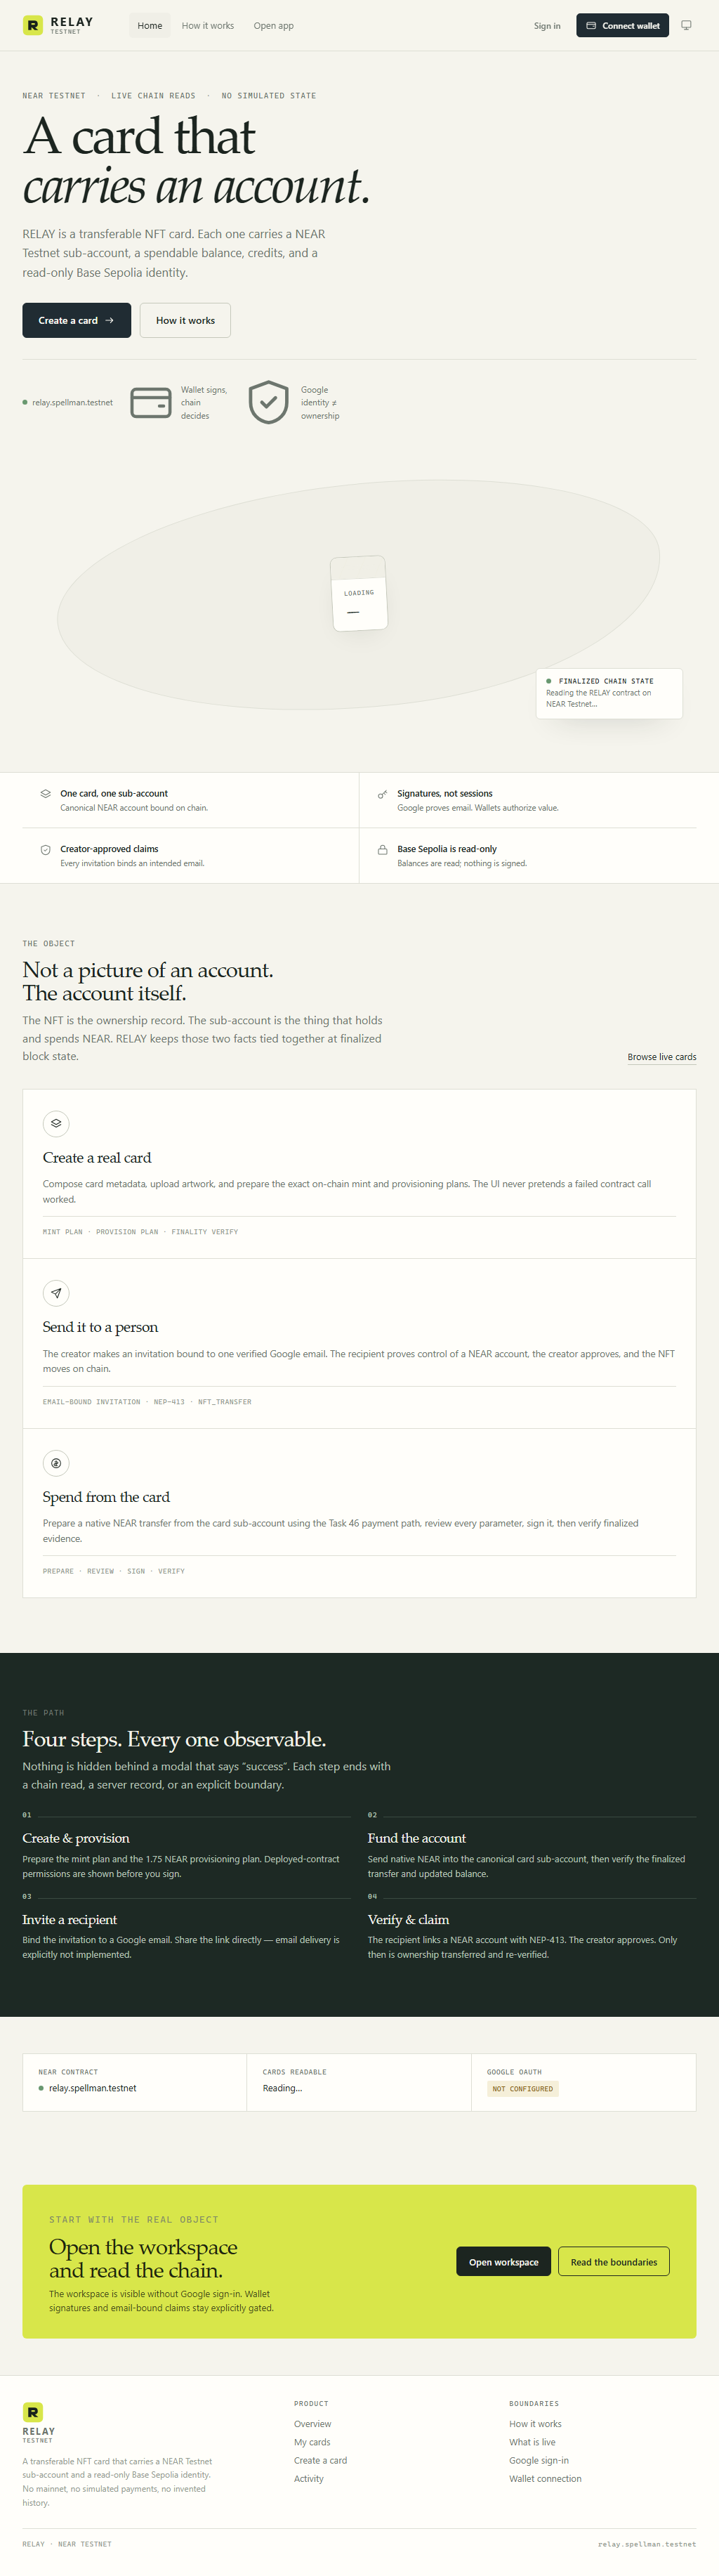 RELAY
TESTNET
Home
How it works
Open app
Sign in
Connect wallet
NEAR TESTNET · LIVE CHAIN READS · NO SIMULATED STATE
A card that
carries an account.
RELAY is a transferable NFT card. Each one carries a NEAR
Testnet sub-account, a spendable balance, credits, and a
read-only Base Sepolia identity.
Create a card →
How it works
relay.spellman.testnet
Wallet signs,
chain
decides
Google
identity ≠
ownership
LOADING
—
FINALIZED CHAIN STATE
Reading the RELAY contract on
NEAR Testnet…
One card, one sub-account
Canonical NEAR account bound on chain.
Signatures, not sessions
Google proves email. Wallets authorize value.
Creator-approved claims
Every invitation binds an intended email.
Base Sepolia is read-only
Balances are read; nothing is signed.
THE OBJECT
Not a picture of an account.
The account itself.
The NFT is the ownership record. The sub-account is the thing that holds
and spends NEAR. RELAY keeps those two facts tied together at finalized
block state.
Browse live cards
Create a real card
Compose card metadata, upload artwork, and prepare the exact on-chain mint and provisioning plans. The UI never pretends a failed contract call
worked.
MINT PLAN · PROVISION PLAN · FINALITY VERIFY
Send it to a person
The creator makes an invitation bound to one verified Google email. The recipient proves control of a NEAR account, the creator approves, and the NFT
moves on chain.
EMAIL-BOUND INVITATION · NEP-413 · NFT_TRANSFER
Spend from the card
Prepare a native NEAR transfer from the card sub-account using the Task 46 payment path, review every parameter, sign it, then verify finalized
evidence.
PREPARE · REVIEW · SIGN · VERIFY
THE PATH
Four steps. Every one observable.
Nothing is hidden behind a modal that says “success”. Each step ends with
a chain read, a server record, or an explicit boundary.
01
Create & provision
Prepare the mint plan and the 1.75 NEAR provisioning plan. Deployed-contract
permissions are shown before you sign.
02
Fund the account
Send native NEAR into the canonical card sub-account, then verify the finalized
transfer and updated balance.
03
Invite a recipient
Bind the invitation to a Google email. Share the link directly — email delivery is
explicitly not implemented.
04
Verify & claim
The recipient links a NEAR account with NEP-413. The creator approves. Only
then is ownership transferred and re-verified.
NEAR CONTRACT
relay.spellman.testnet
CARDS READABLE
Reading…
GOOGLE OAUTH
NOT CONFIGURED
START WITH THE REAL OBJECT
Open the workspace
and read the chain.
The workspace is visible without Google sign-in. Wallet
signatures and email-bound claims stay explicitly gated.
Open workspace
Read the boundaries
RELAY
TESTNET
A transferable NFT card that carries a NEAR Testnet
sub-account and a read-only Base Sepolia identity.
No mainnet, no simulated payments, no invented
history.
PRODUCT
Overview
My cards
Create a card
Activity
BOUNDARIES
How it works
What is live
Google sign-in
Wallet connection
RELAY · NEAR TESTNET
relay.spellman.testnet